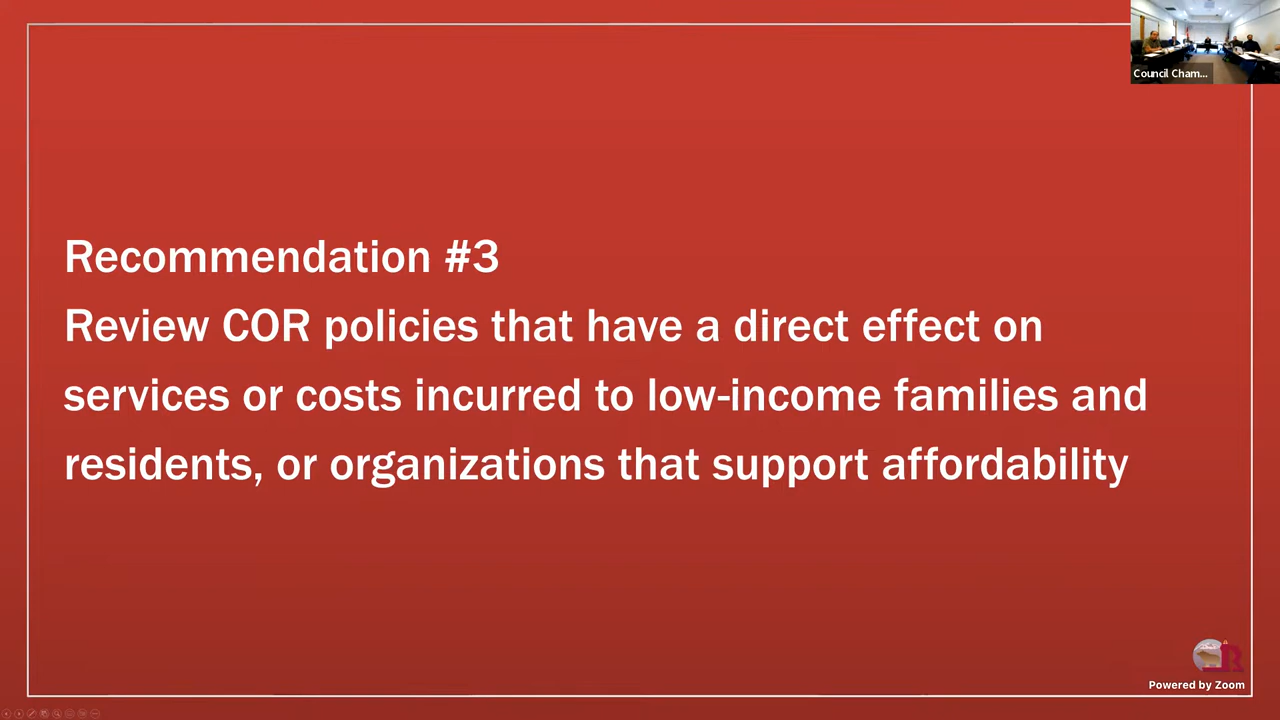 Council Cham...
Recommendation #3
Review COR policies that have a direct effect on
services or costs incurred to low-income families and
residents, or organizations that support affordability
R
Powered by Zoom